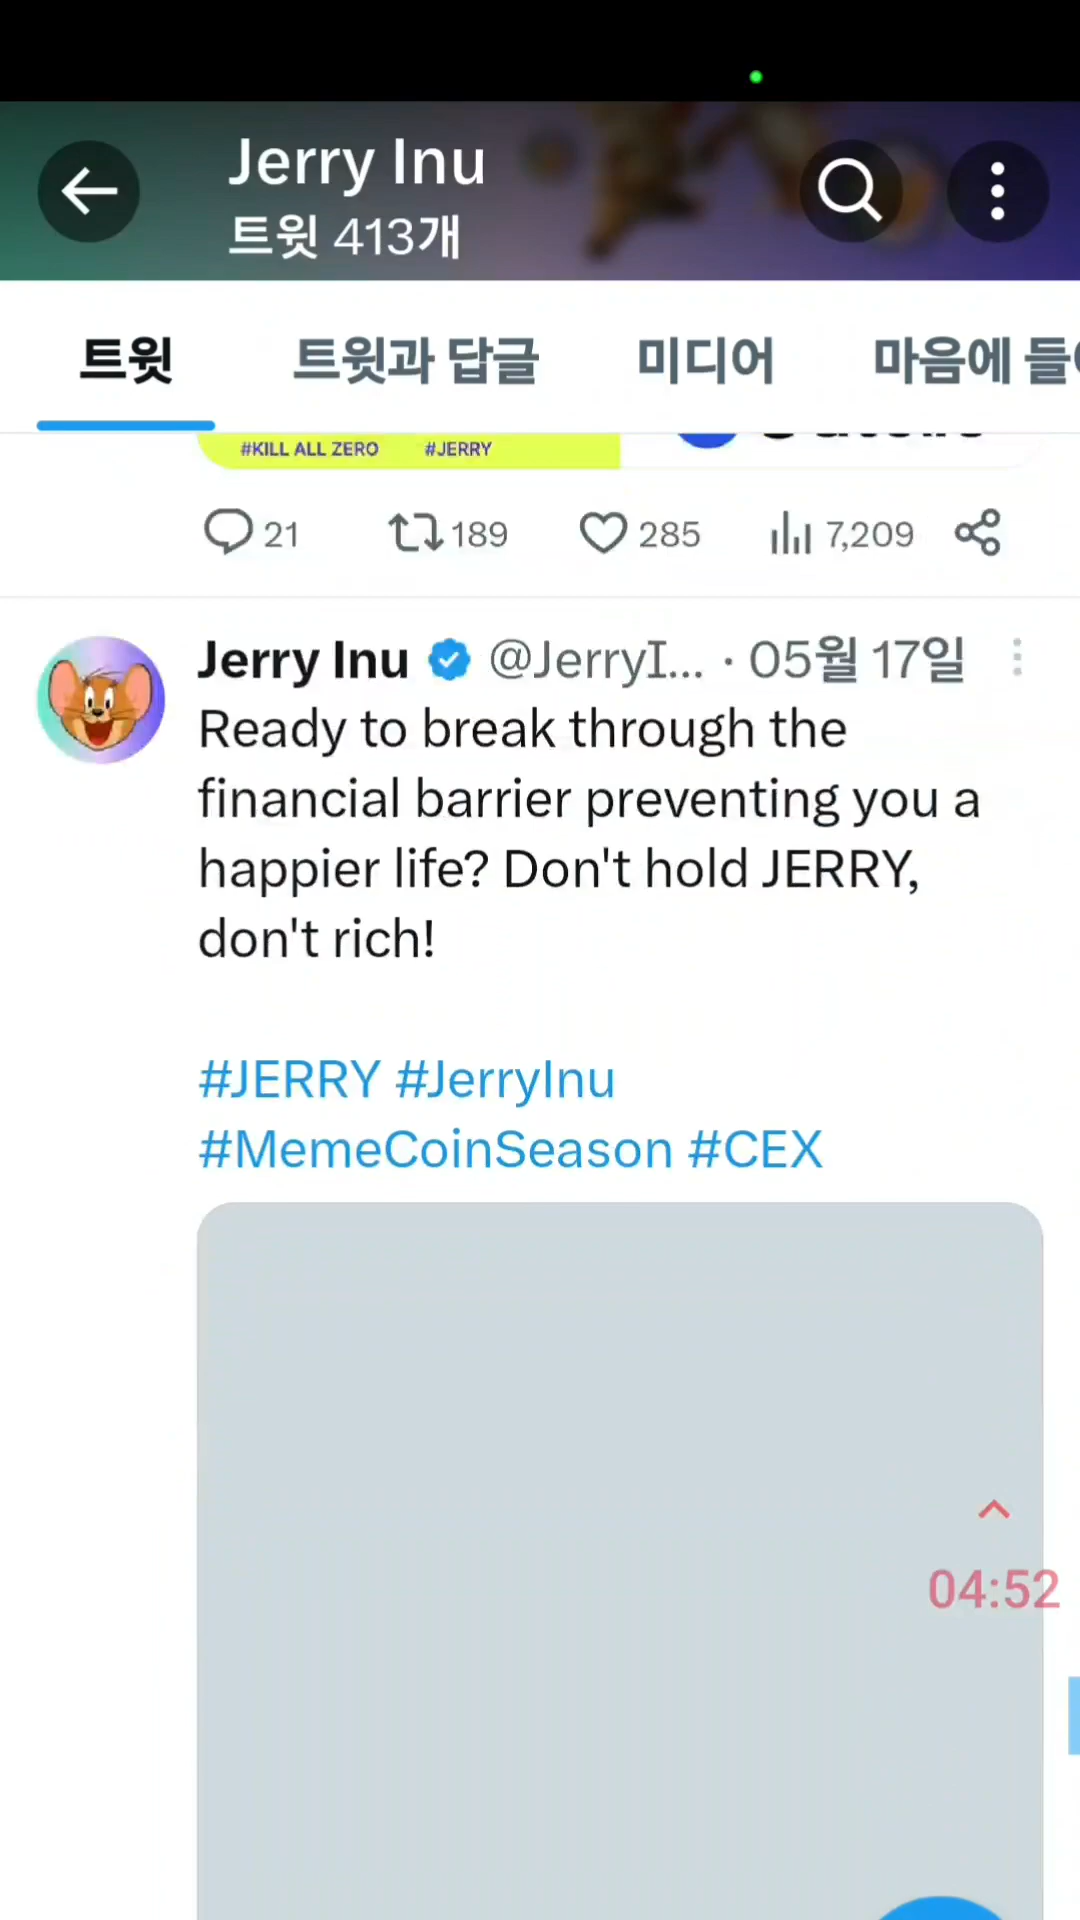 Jerry Inu
트윗 413개
트윗 트윗과 답글 미디어 마음에
#KILL ALL ZERO #JERRY
21 189 285 7,209
Jerry Inu @JerryI... · 05월 17일
Ready to break through the
financial barrier preventing you a
happier life? Don't hold JERRY,
don't rich!
#JERRY #JerryInu
#MemeCoinSeason #CEX
04:52